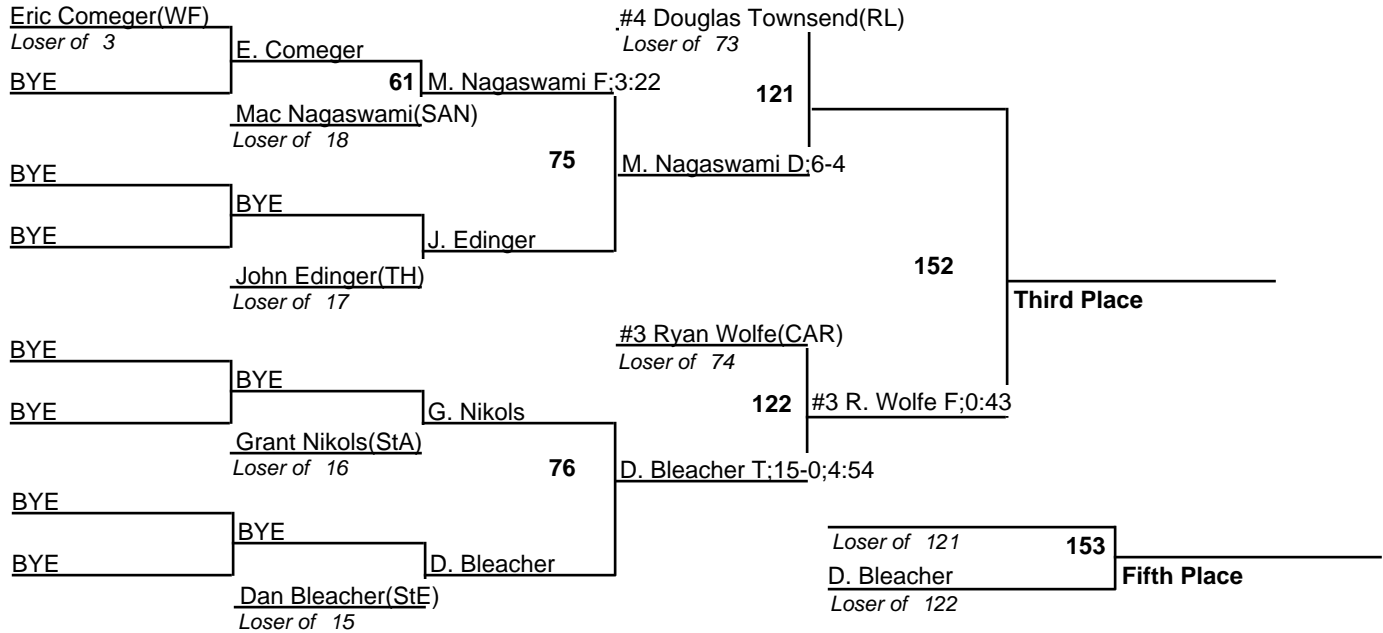 Eric Comeger(WF)
Loser of 3
BYE
E. Comeger
61
Mac Nagaswami(SAN)
Loser of 18
M. Nagaswami F;3:22
BYE
BYE
BYE
John Edinger(TH)
Loser of 17
J. Edinger
75
M. Nagaswami D;6-4
#4 Douglas Townsend(RL)
Loser of 73
121
BYE
BYE
BYE
Grant Nikols(StA)
Loser of 16
G. Nikols
76
BYE
BYE
BYE
Dan Bleacher(StE)
Loser of 15
D. Bleacher
D. Bleacher T;15-0;4:54
#3 Ryan Wolfe(CAR)
Loser of 74
122
#3 R. Wolfe F;0:43
152
Third Place
Loser of 121
153
D. Bleacher
Loser of 122
Fifth Place